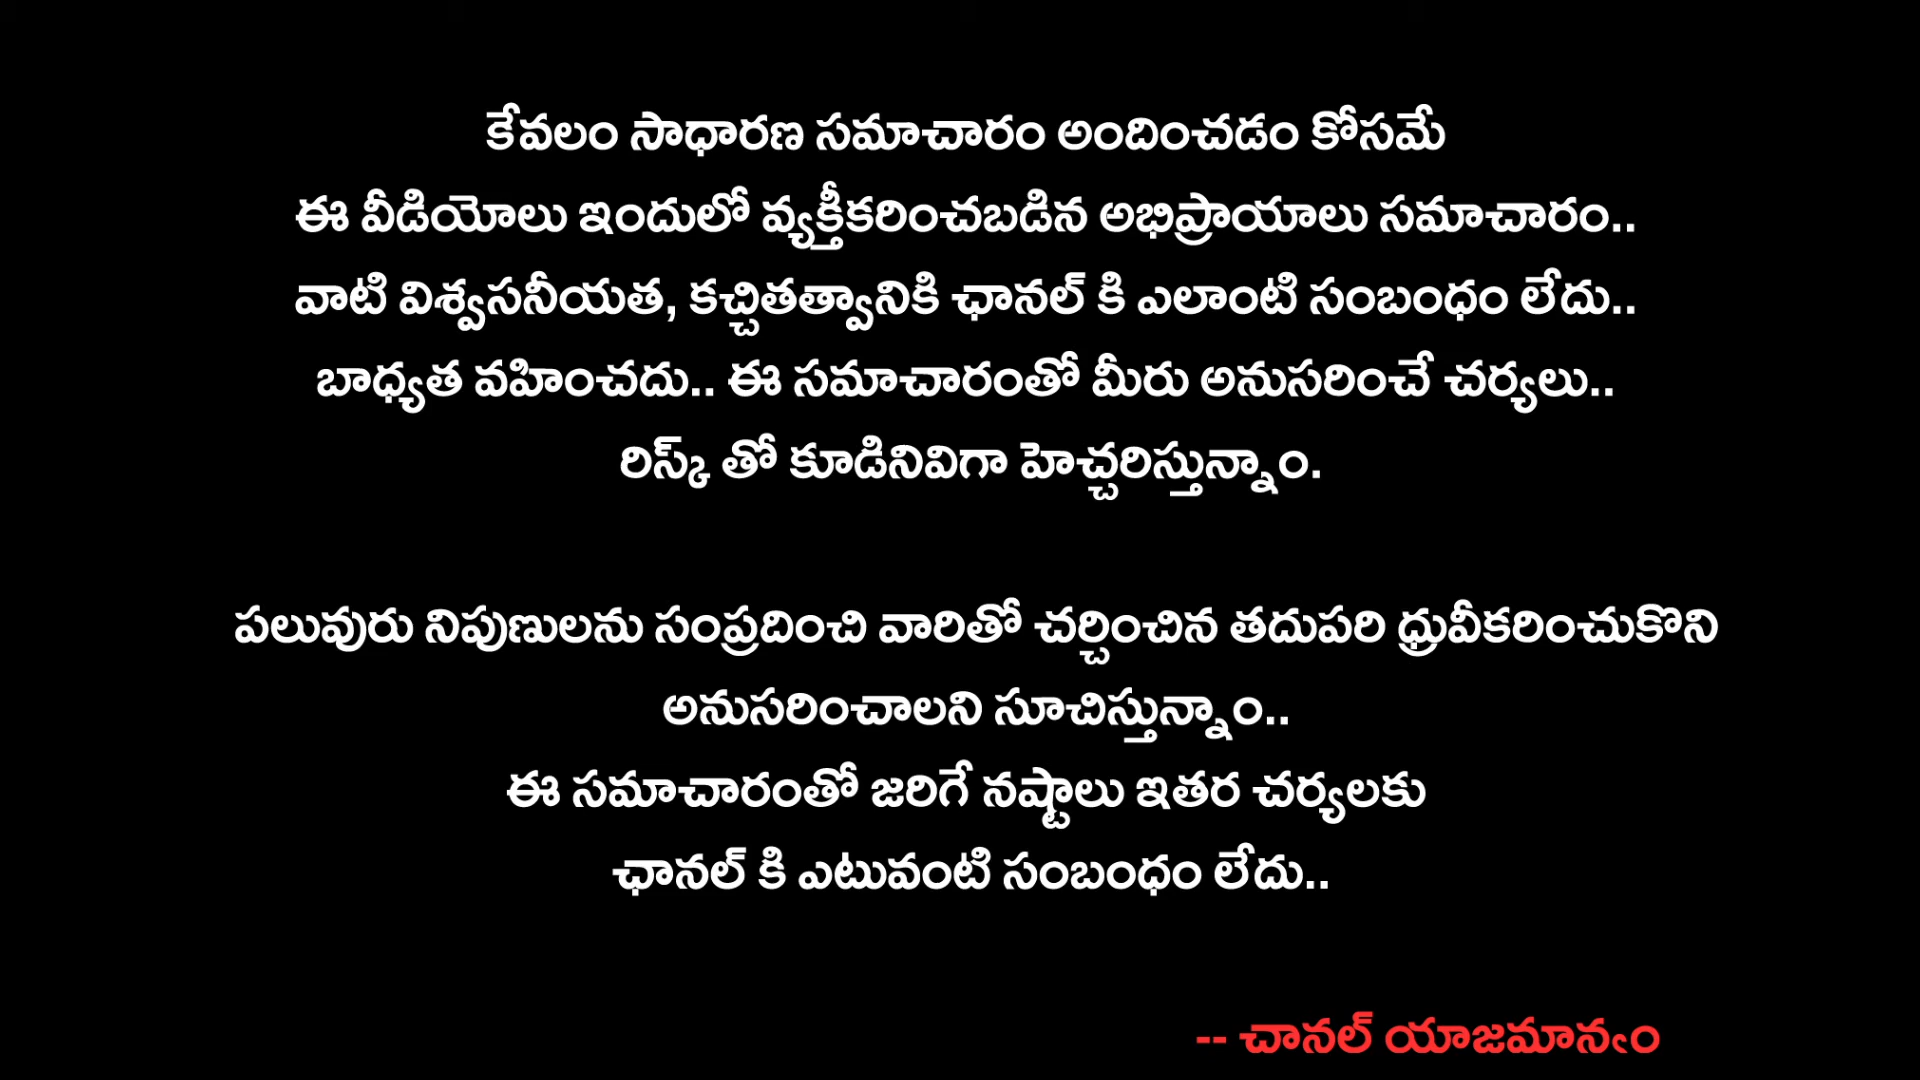 కేవలం సాధారణ సమాచారం అందించడం కోసమే
ఈ వీడియోలు ఇందులో వ్యక్తీకరించబడిన అభిప్రాయాలు సమాచారం..
వాటి విశ్వసనీయత, కచ్చితత్వానికి ఛానల్ కి ఎలాంటి సంబంధం లేదు..
బాధ్యత వహించదు.. ఈ సమాచారంతో మీరు అనుసరించే చర్యలు..
రిస్క్ తో కూడినివిగా హెచ్చరిస్తున్నాం.
పలువురు నిపుణులను సంప్రదించి వారితో చర్చించిన తదుపరి ధ్రువీకరించుకొని
అనుసరించాలని సూచిస్తున్నాం..
ఈ సమాచారంతో జరిగే నష్టాలు ఇతర చర్యలకు
ఛానల్ కి ఎటువంటి సంబంధం లేదు..
-- చానల్ యాజమాన్యం